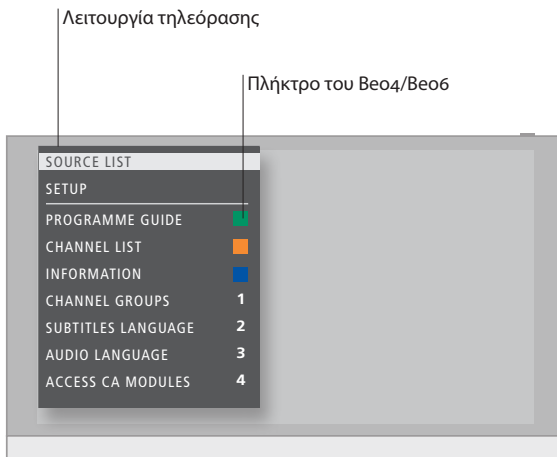 Λειτουργία τηλεόρασης
Πλήκτρο του Beo4/Beo6
SOURCE LIST
SETUP
PROGRAMME GUIDE
CHANNEL LIST
INFORMATION
CHANNEL GROUPS 1
SUBTITLES LANGUAGE 2
AUDIO LANGUAGE 3
ACCESS CA MODULES 4